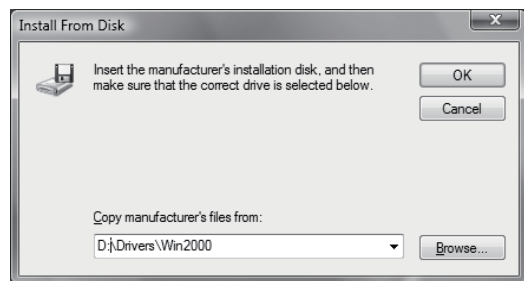 Install From Disk
Insert the manufacturer's installation disk, and then
make sure that the correct drive is selected below.
OK
Cancel
Copy manufacturer's files from:
D:\Drivers\Win2000
Browse...